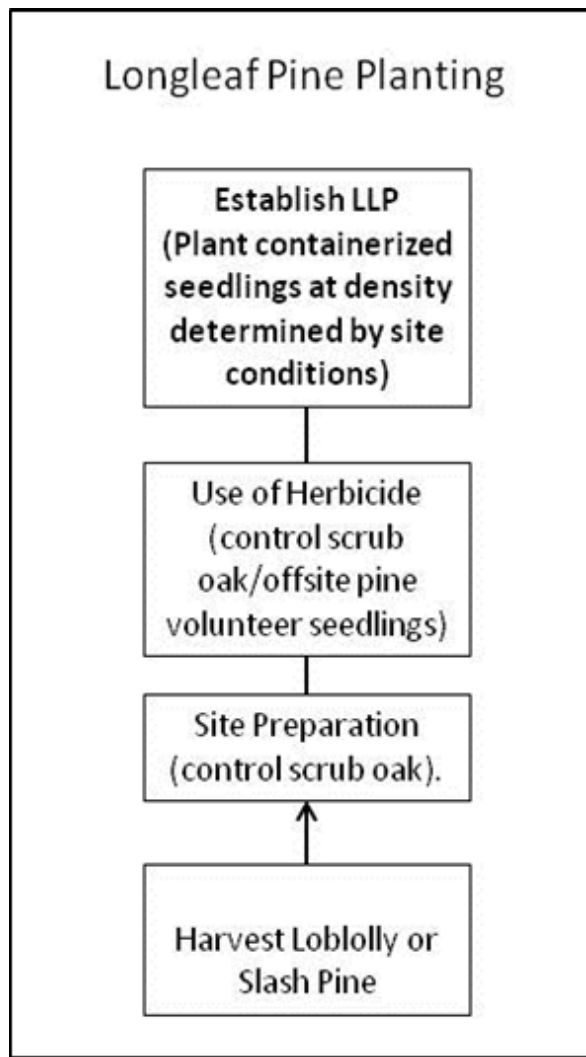 Longleaf Pine Planting
Establish LLP
(Plant containerized
seedlings at density
determined by site
conditions)
Use of Herbicide
(control scrub
oak/offsite pine
volunteer seedlings)
Site Preparation
(control scrub oak).
Harvest Loblolly or
Slash Pine